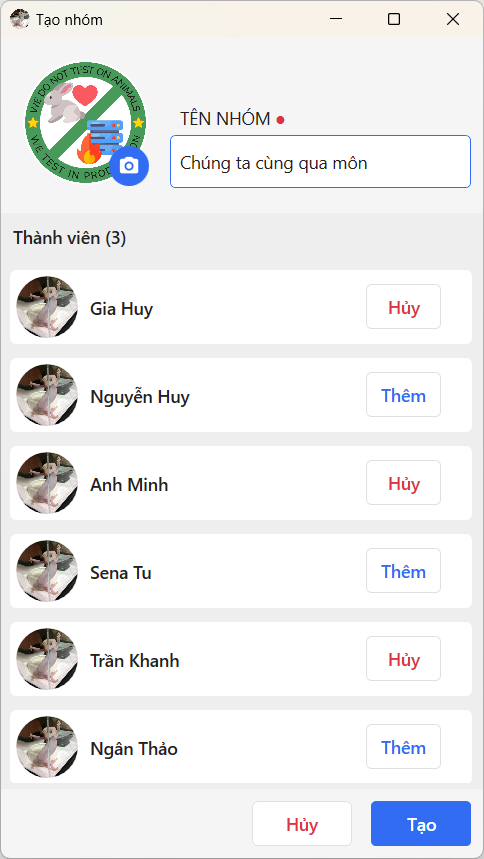 Tạo nhóm
WE DO NOT TEST ON ANIMALS
WE TEST IN PRODUCTION
TÊN NHÓM
Chúng ta cùng qua môn
Thành viên (3)
Gia Huy
Hủy
Nguyễn Huy
Thêm
Anh Minh
Hủy
Sena Tu
Thêm
Trần Khanh
Hủy
Ngân Thảo
Thêm
Hủy
Tạo